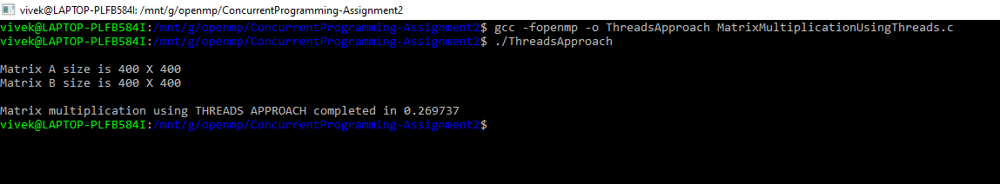 vivek@LAPTOP-PLFB584I: /mnt/g/openmp/ConcurrentProgramming-Assignment2
vivek@LAPTOP-PLFB584I:/mnt/g/openmp/ConcurrentProgramming-Assignment2$ gcc -fopenmp -o ThreadsApproach MatrixMultiplicationUsingThreads.c
vivek@LAPTOP-PLFB584I:/mnt/g/openmp/ConcurrentProgramming-Assignment2$ ./ThreadsApproach
Matrix A size is 400 X 400
Matrix B size is 400 X 400
Matrix multiplication using THREADS APPROACH completed in 0.269737
vivek@LAPTOP-PLFB584I:/mnt/g/openmp/ConcurrentProgramming-Assignment2$